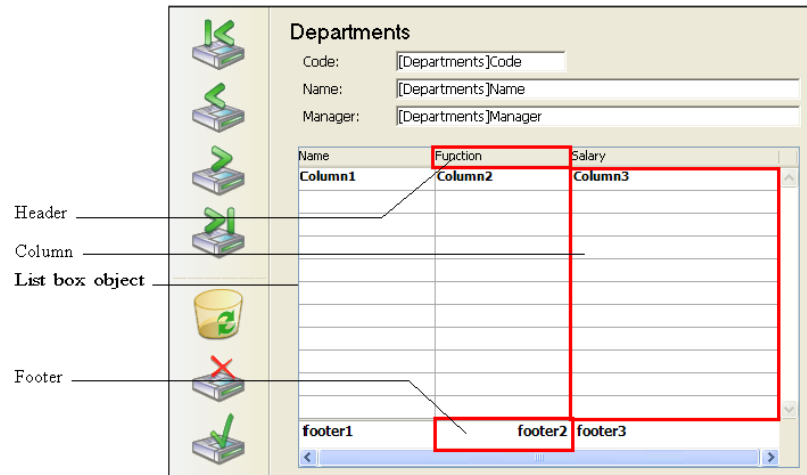 Departments
Code: [Departments]Code
Name: [Departments]Name
Manager: [Departments]Manager
Name Function Salary
Column1 Column2 Column3
Header
Column
List box object
Footer
footer1 footer2 footer3